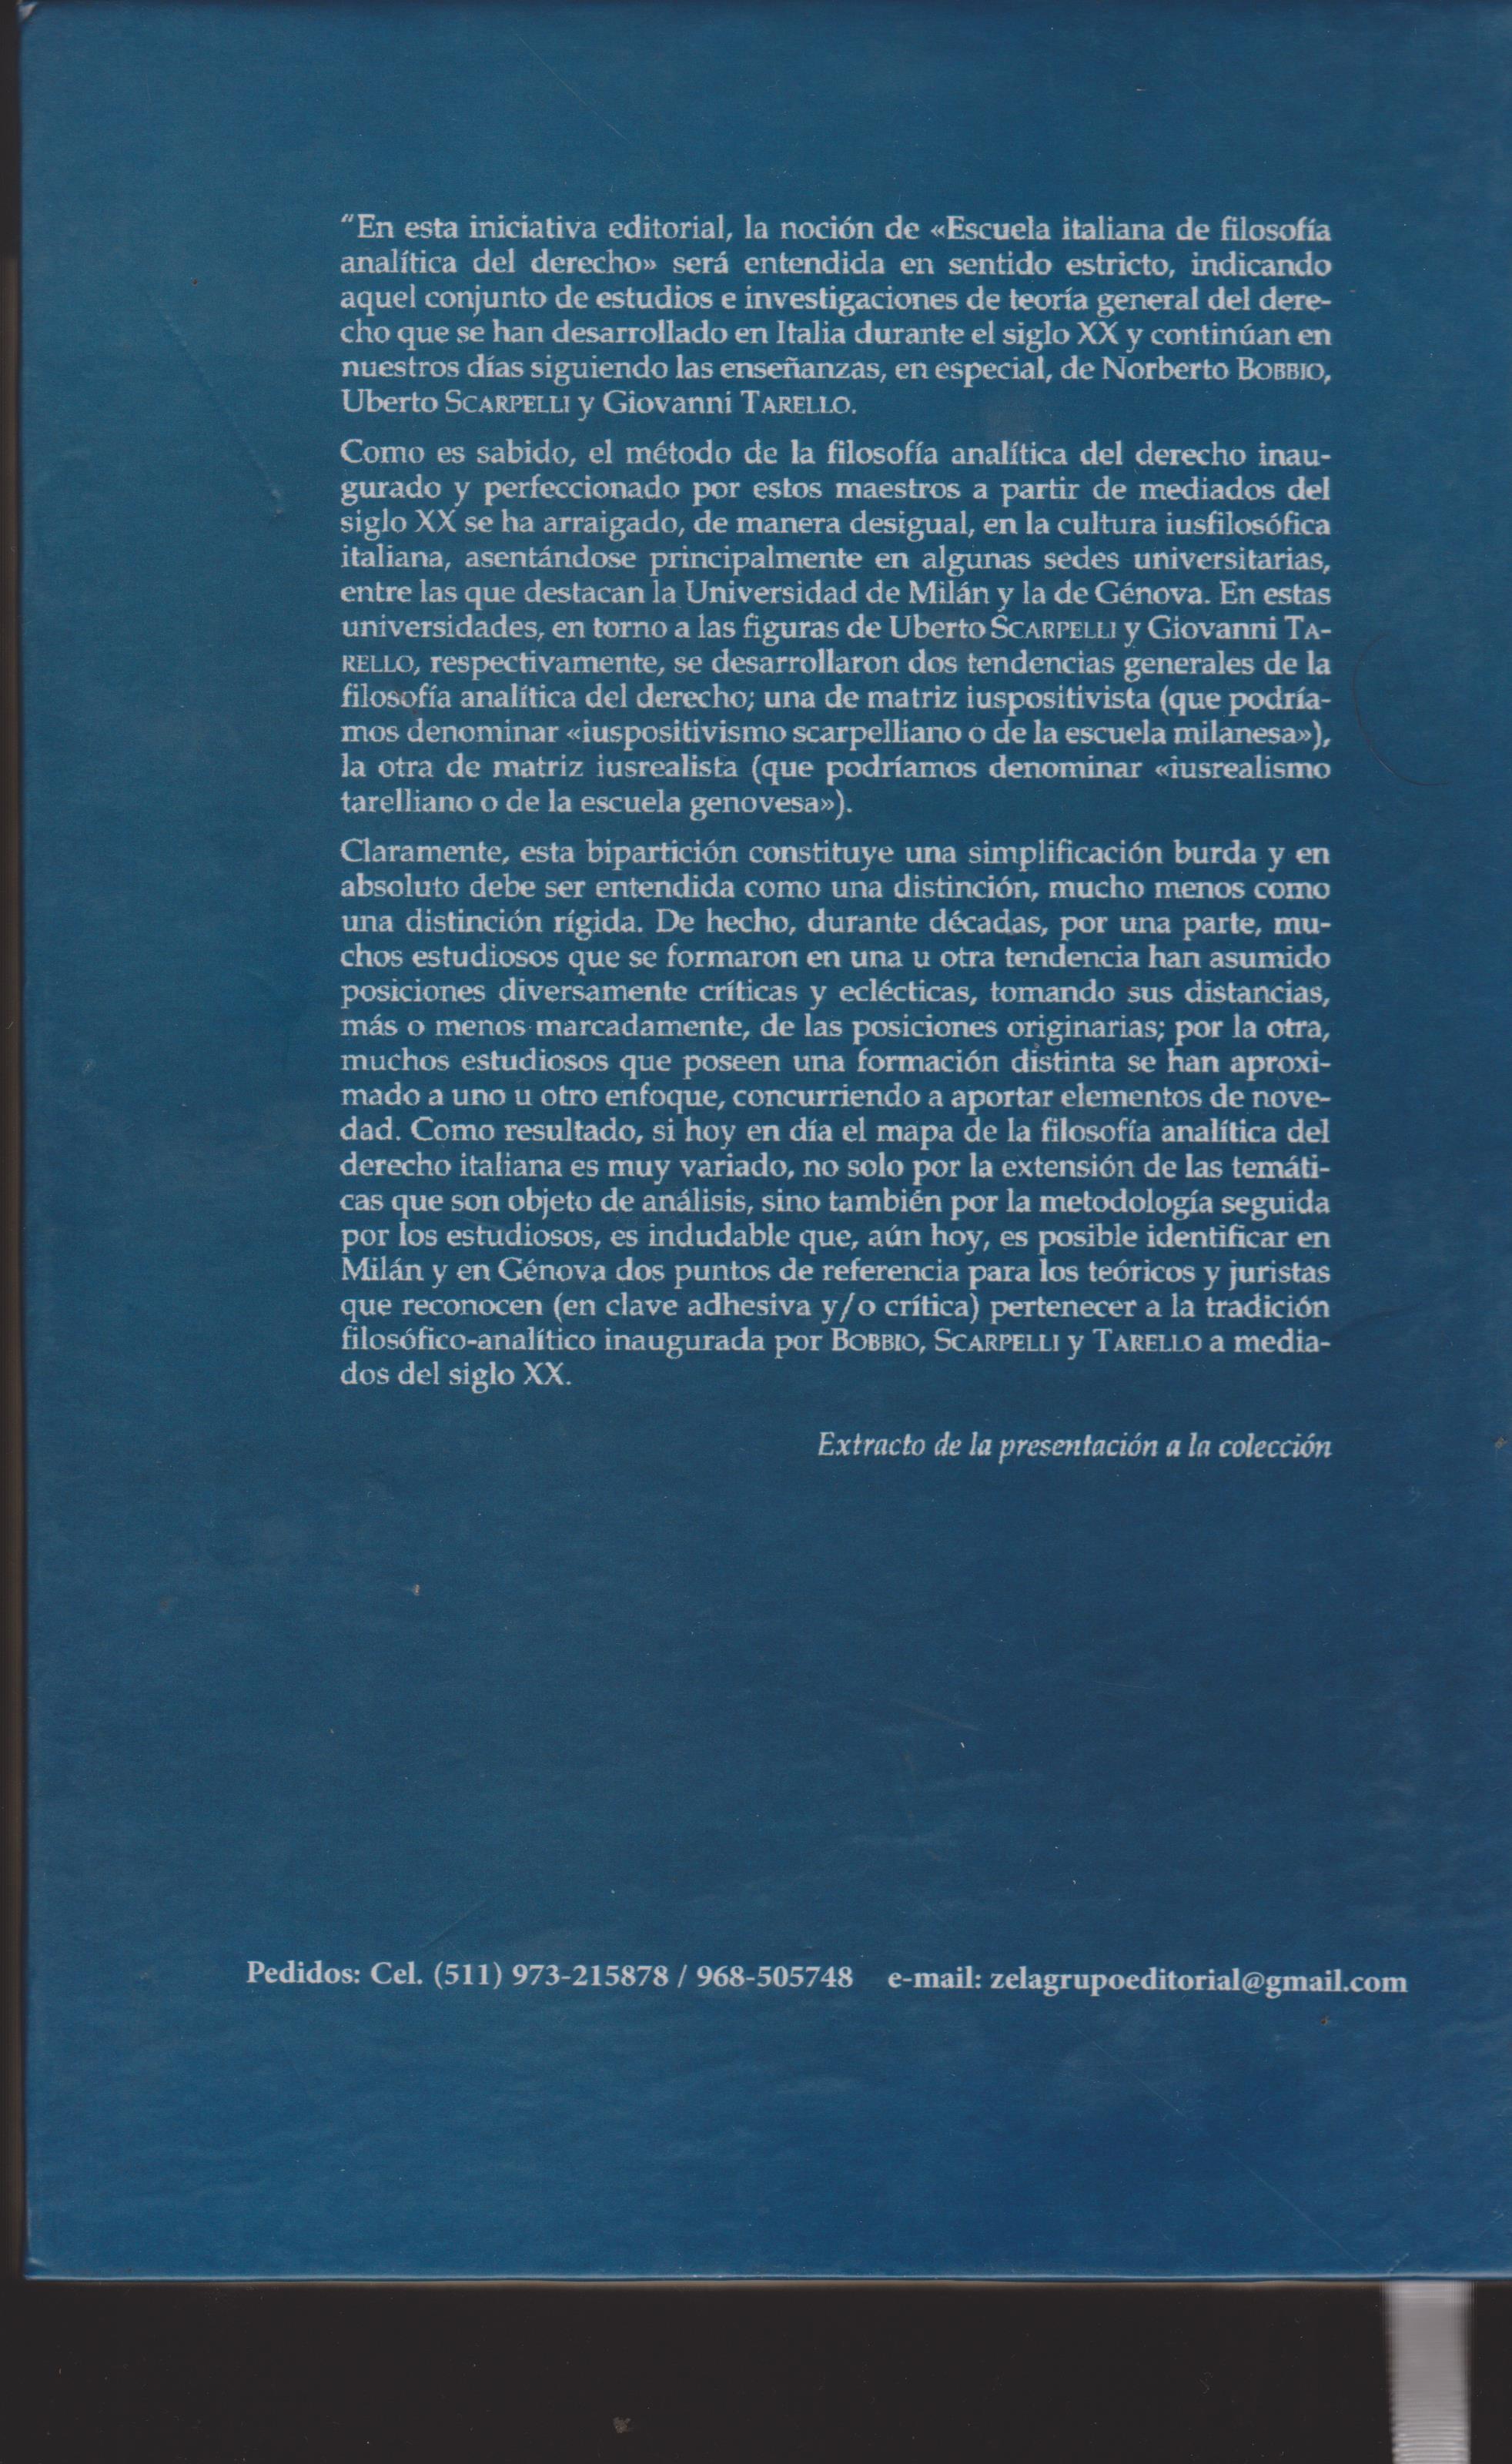 “En esta iniciativa editorial, la noción de «Escuela italiana de filosofía
analítica del derecho» será entendida en sentido estricto, indicando
aquel conjunto de estudios e investigaciones de teoría general del dere-
cho que se han desarrollado en Italia durante el siglo XX y continúan en
nuestros días siguiendo las enseñanzas, en especial, de Norberto BOBBIO,
Uberto SCARPELLI y Giovanni TARELLO.
Como es sabido, el método de la filosofía analítica del derecho inau-
gurado y perfeccionado por estos maestros a partir de mediados del
siglo XX se ha arraigado, de manera desigual, en la cultura iusfilosófica
italiana, asentándose principalmente en algunas sedes universitarias,
entre las que destacan la Universidad de Milán y la de Génova. En estas
universidades, en torno a las figuras de Uberto SCARPELLI y Giovanni TA-
RELLO, respectivamente, se desarrollaron dos tendencias generales de la
filosofía analítica del derecho; una de matriz iuspositivista (que podría-
mos denominar «iuspositivismo scarpelliano o de la escuela milanesa»),
la otra de matriz iusrealista (que podríamos denominar «iusrealismo
tarelliano o de la escuela genovesa»).
Claramente, esta bipartición constituye una simplificación burda y en
absoluto debe ser entendida como una distinción, mucho menos como
una distinción rígida. De hecho, durante décadas, por una parte, mu-
chos estudiosos que se formaron en una u otra tendencia han asumido
posiciones diversamente críticas y eclécticas, tomando sus distancias,
más o menos marcadamente, de las posiciones originarias; por la otra,
muchos estudiosos que poseen una formación distinta se han aproxi-
mado a uno u otro enfoque, concurriendo a aportar elementos de nove-
dad. Como resultado, si hoy en día el mapa de la filosofía analítica del
derecho italiana es muy variado, no solo por la extensión de las temáti-
cas que son objeto de análisis, sino también por la metodología seguida
por los estudiosos, es indudable que, aún hoy, es posible identificar en
Milán y en Génova dos puntos de referencia para los teóricos y juristas
que reconocen (en clave adhesiva y/o crítica) pertenecer a la tradición
filosófico-analítico inaugurada por BOBBIO, SCARPELLI y TARELLO a media-
dos del siglo XX.
Extracto de la presentación a la colección
Pedidos: Cel. (511) 973-215878 / 968-505748 e-mail: zelagrupoeditorial@gmail.com